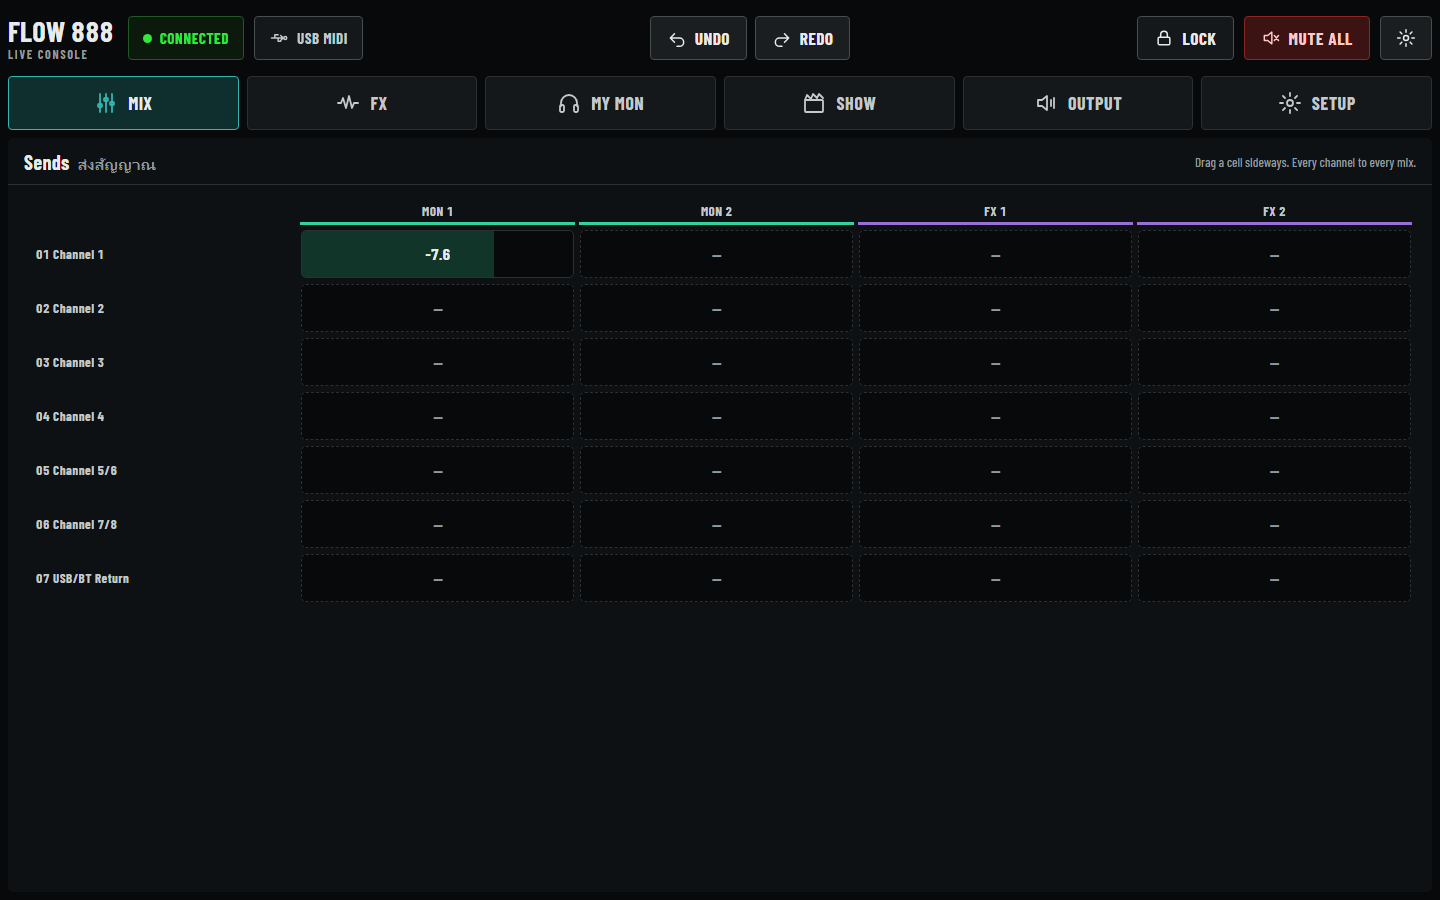 FLOW 888
LIVE CONSOLE
CONNECTED
USB MIDI
UNDO
REDO
LOCK
MUTE ALL
MIX
FX
MY MON
SHOW
OUTPUT
SETUP
Sends ส่งสัญญาณ
Drag a cell sideways. Every channel to every mix.
MON 1 MON 2 FX 1 FX 2
01 Channel 1 -7.6 – – –
02 Channel 2 – – – –
03 Channel 3 – – – –
04 Channel 4 – – – –
05 Channel 5/6 – – – –
06 Channel 7/8 – – – –
07 USB/BT Return – – – –